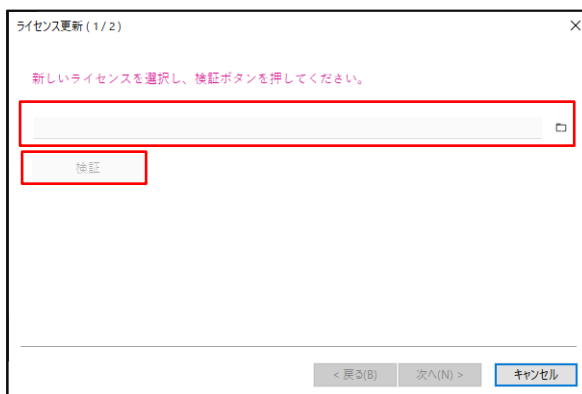 ライセンス更新 ( 1 / 2 )
新しいライセンスを選択し、検証ボタンを押してください。
検証
< 戻る(B) 次へ(N) > キャンセル